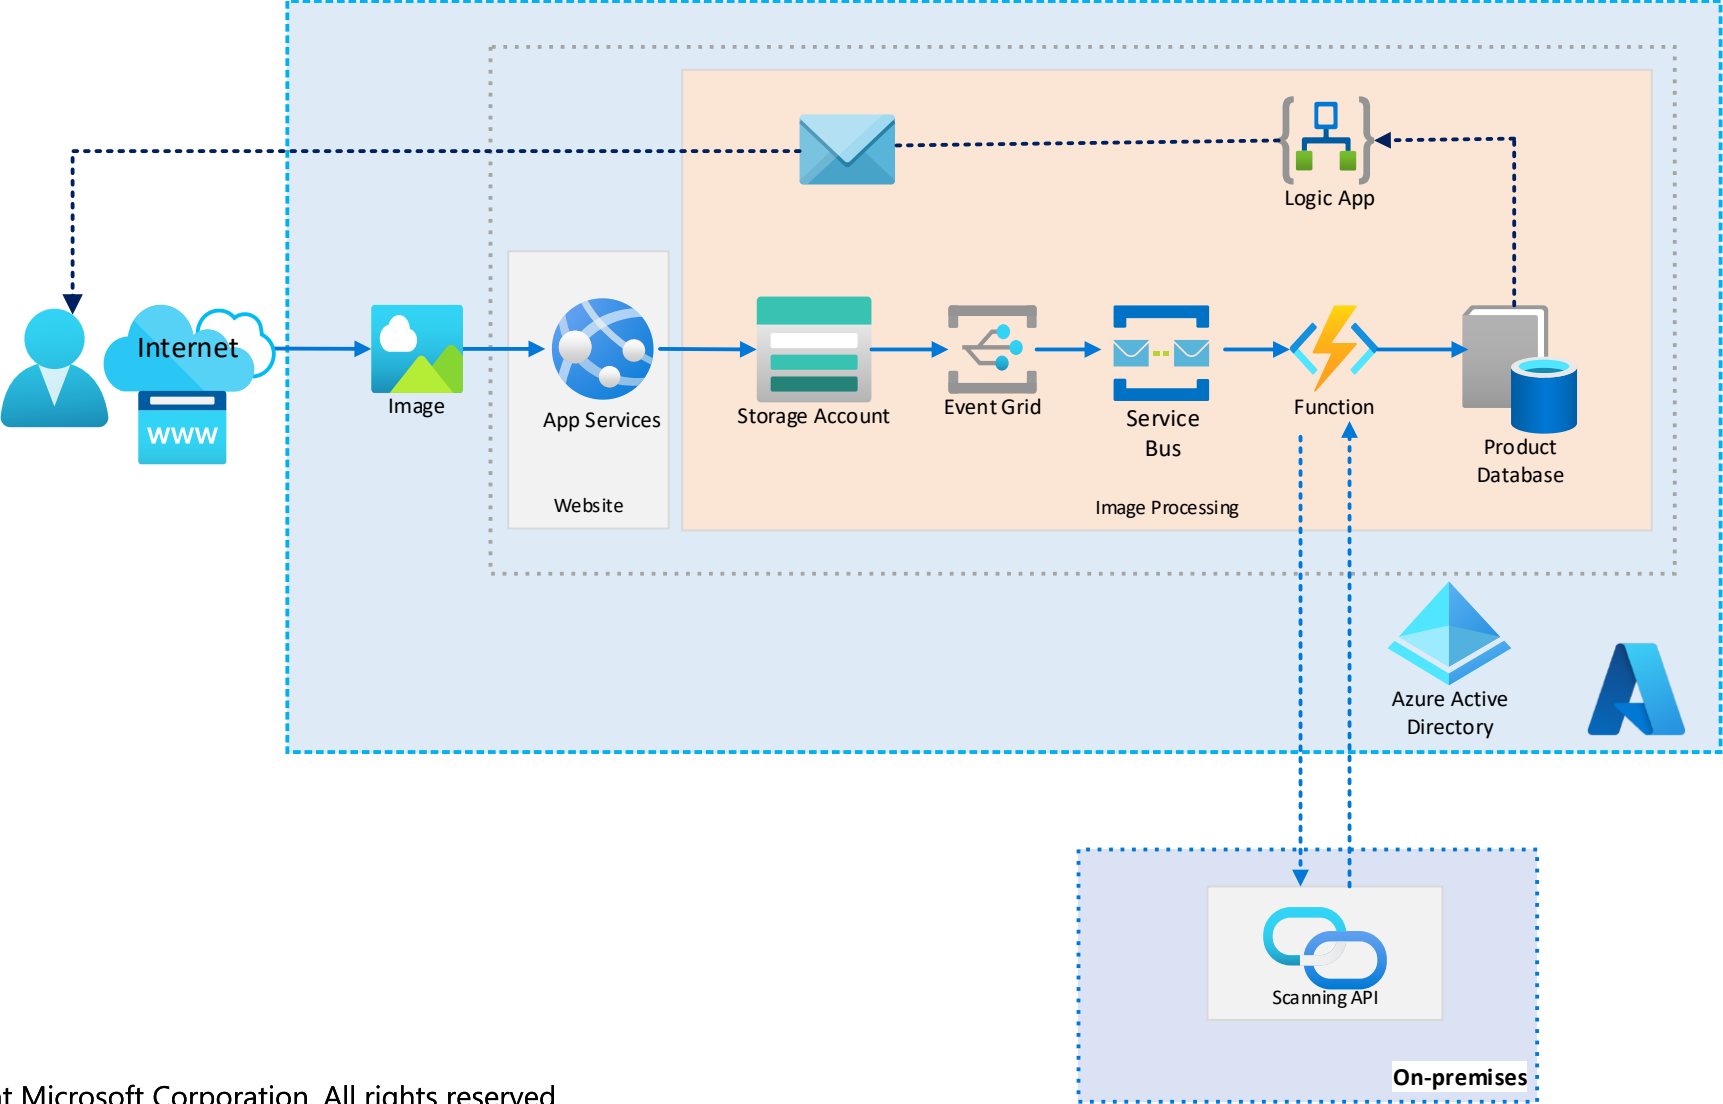 Logic App
Internet
www
Image
App Services
Storage Account
Event Grid
Service
Bus
Function
Product
Database
Website
Image Processing
Azure Active
Directory
Scanning API
On-premises
Microsoft Corporation. All rights reserved